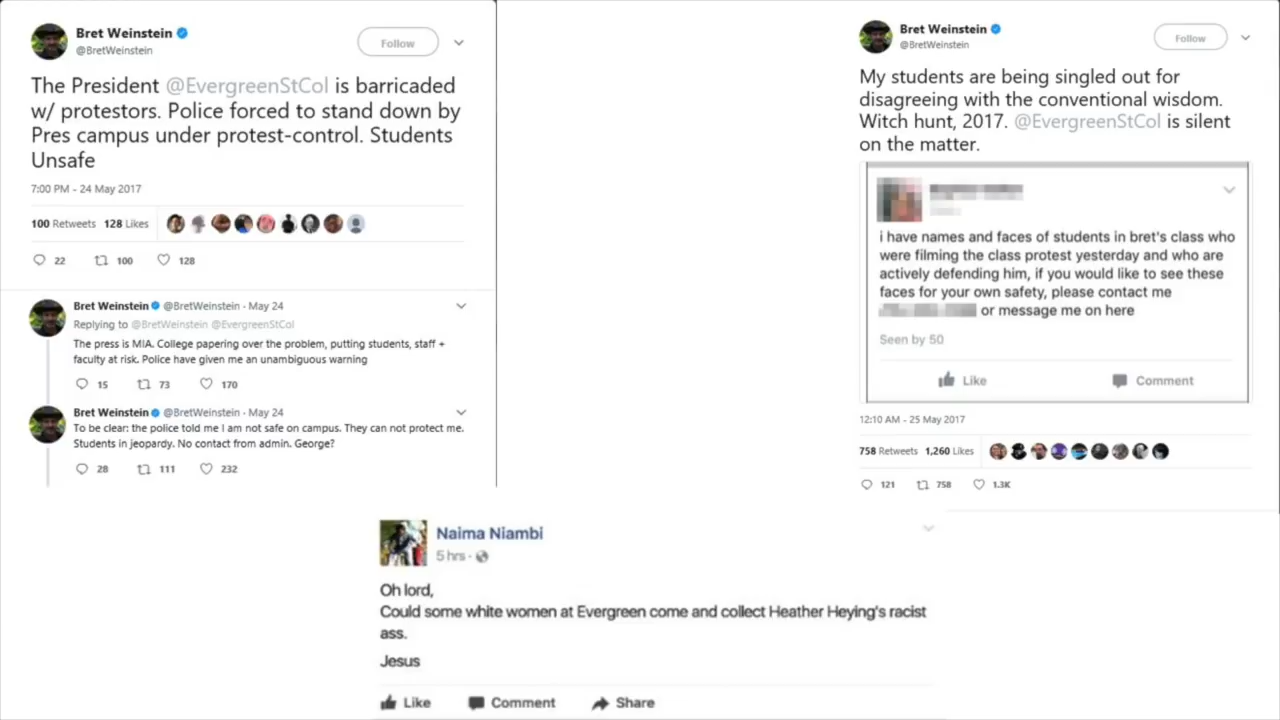 Bret Weinstein
@BretWeinstein
Follow
The President @EvergreenStCol is barricaded
w/ protestors. Police forced to stand down by
Pres campus under protest-control. Students
Unsafe
7:00 PM - 24 May 2017
100 Retweets 128 Likes
22 100 128
Bret Weinstein @BretWeinstein · May 24
Replying to @BretWeinstein @EvergreenStCol
The press is MIA. College papering over the problem, putting students, staff +
faculty at risk. Police have given me an unambiguous warning
15 73 170
Bret Weinstein @BretWeinstein · May 24
To be clear: the police told me I am not safe on campus. They can not protect me.
Students in jeopardy. No contact from admin. George?
28 111 232
Bret Weinstein
@BretWeinstein
Follow
My students are being singled out for
disagreeing with the conventional wisdom.
Witch hunt, 2017. @EvergreenStCol is silent
on the matter.
i have names and faces of students in bret's class who
were filming the class protest yesterday and who are
actively defending him, if you would like to see these
faces for your own safety, please contact me
or message me on here
Seen by 50
Like Comment
12:10 AM - 25 May 2017
758 Retweets 1,260 Likes
121 758 1.3K
Naima Niambi
5 hrs ·
Oh lord,
Could some white women at Evergreen come and collect Heather Heying's racist
ass.
Jesus
Like Comment Share